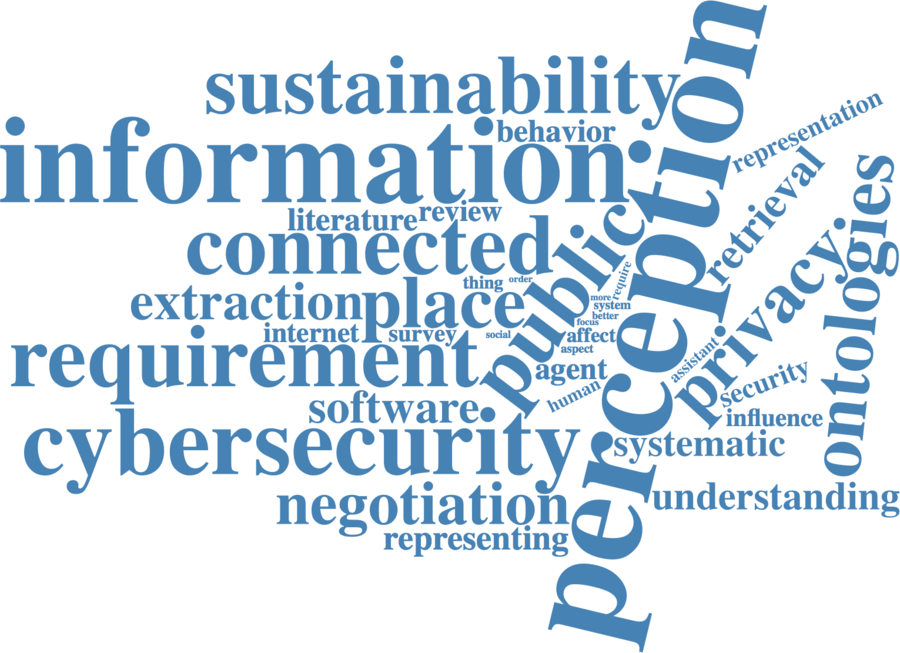 sustainability
behavior
information
perception
representation
literature
review
connected
public
retrieval
privacy
ontologies
thing
order
require
extraction
place
more
system
better
focus
internet
survey
social
affect
aspect
requirement
agent
assistant
human
security
software
influence
cybersecurity
systematic
negotiation
understanding
representing